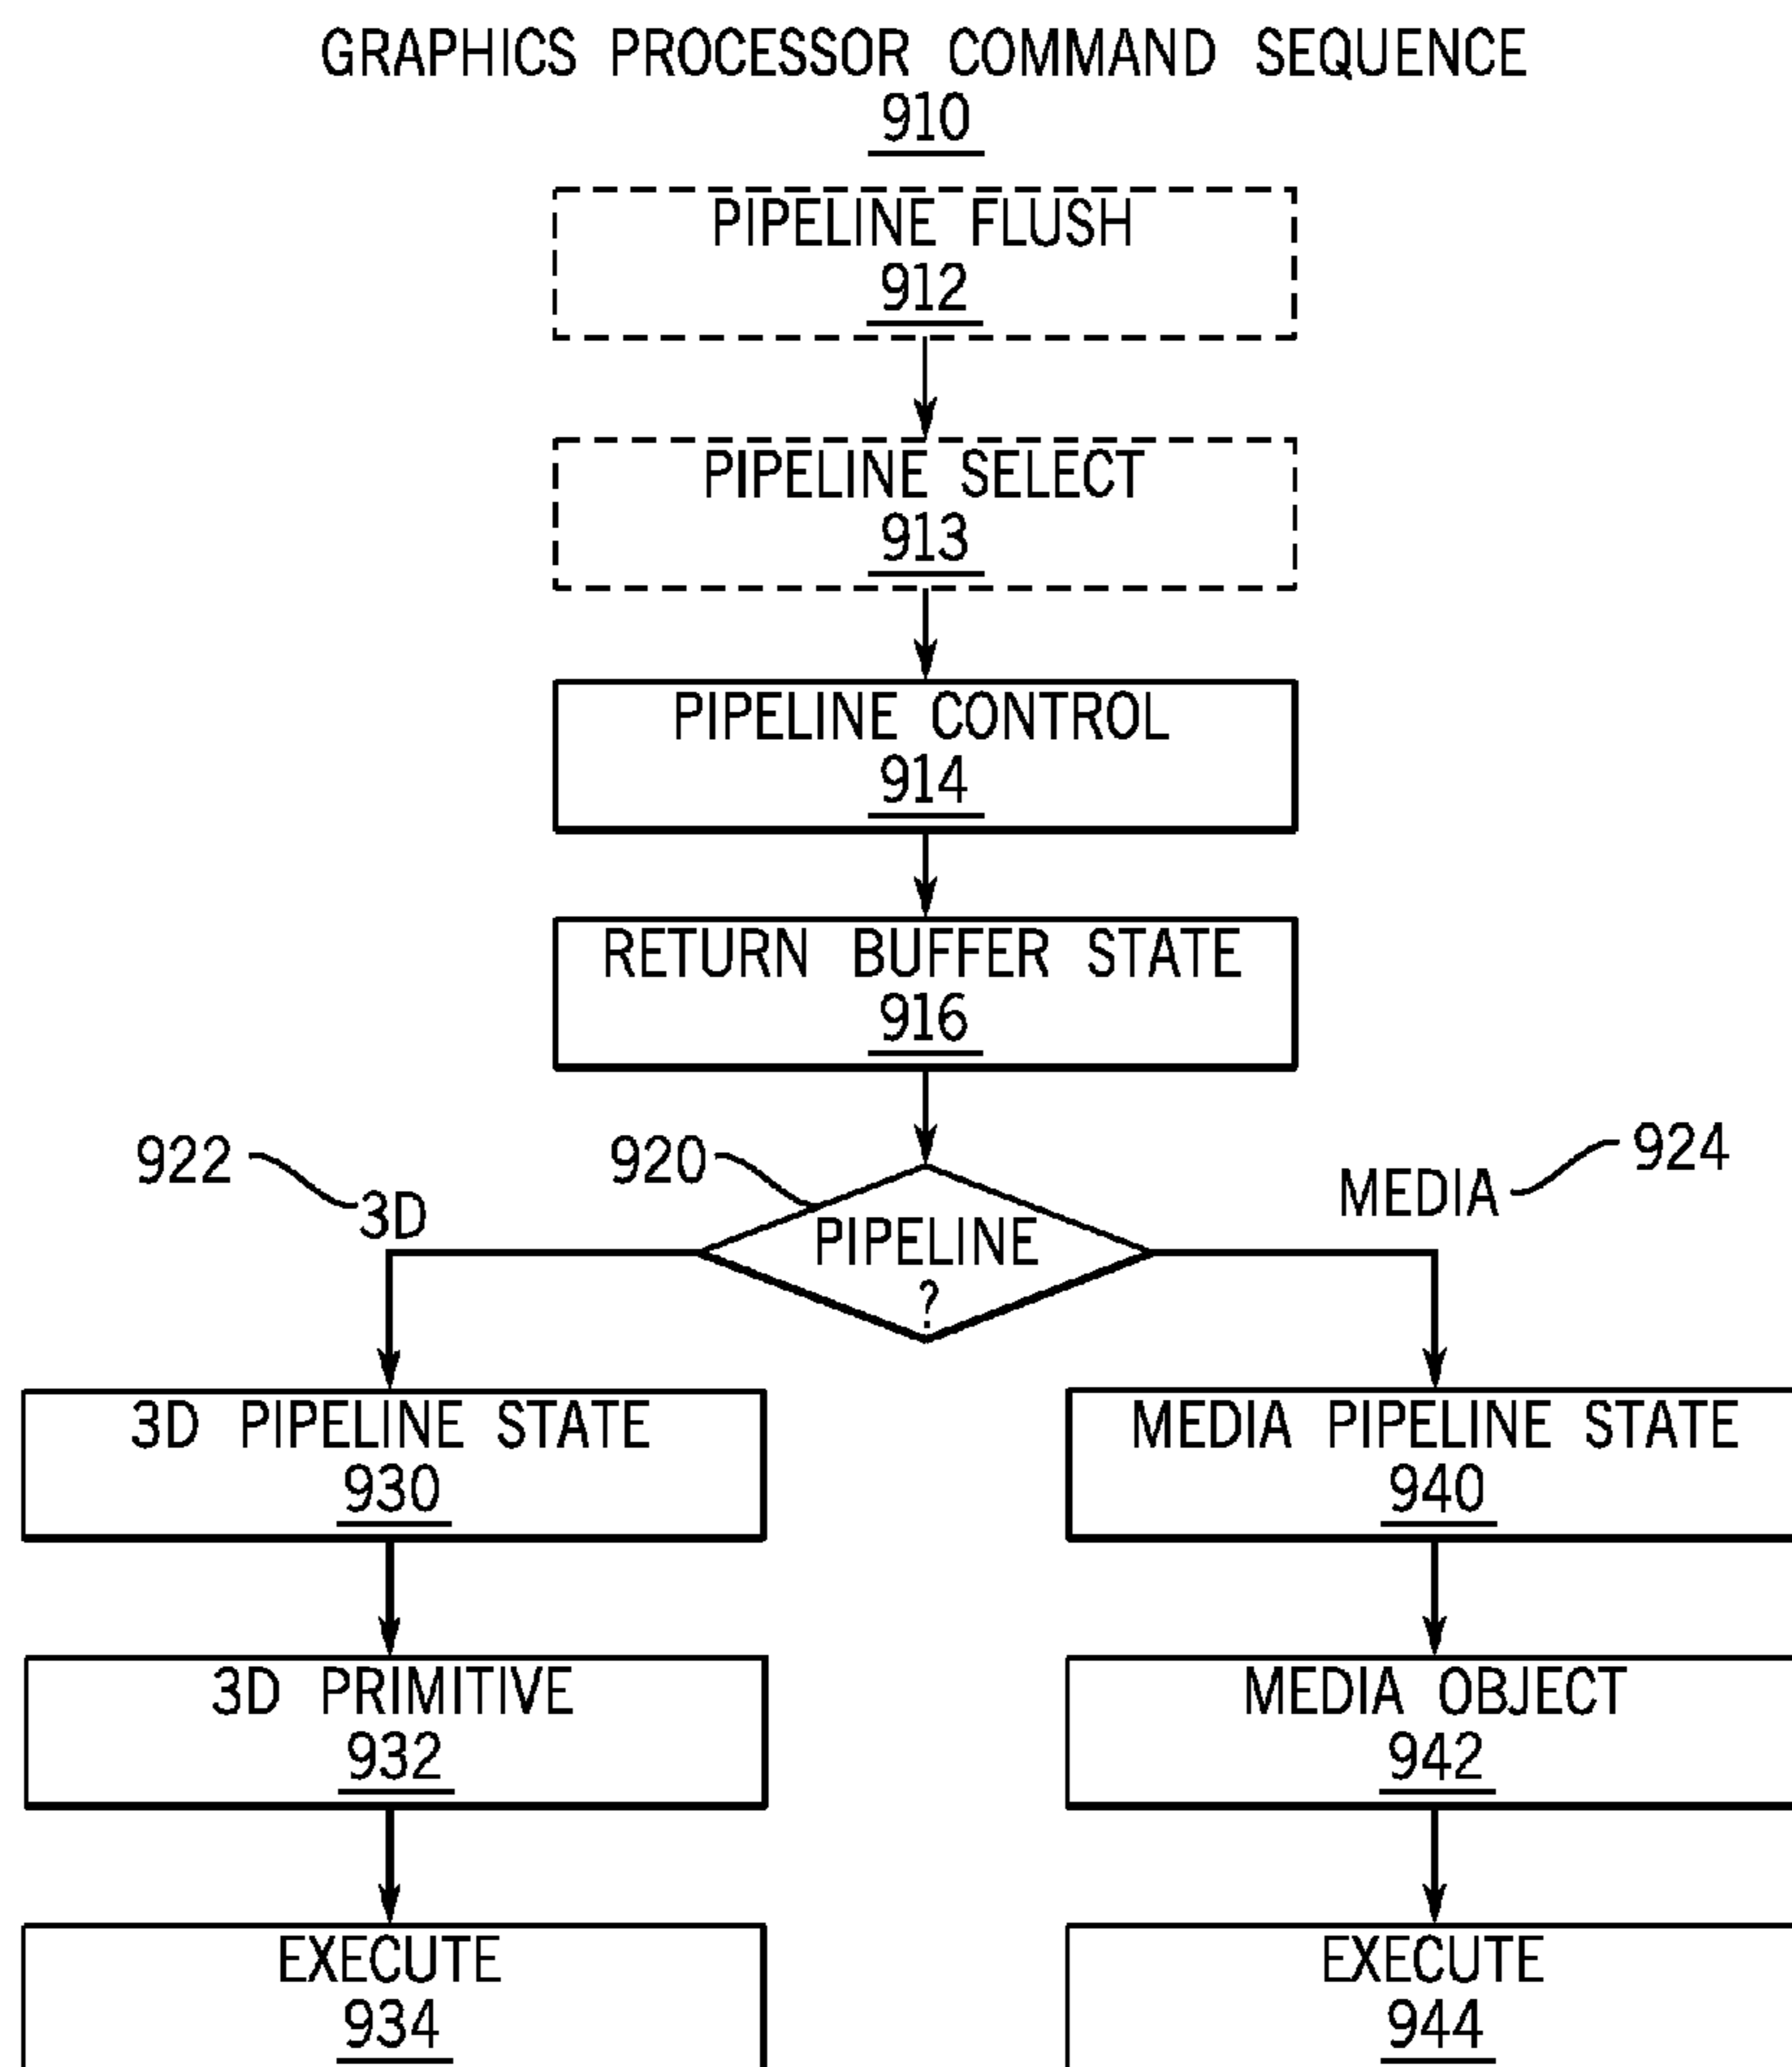 GRAPHICS PROCESSOR COMMAND SEQUENCE
910
PIPELINE FLUSH
912
PIPELINE SELECT
913
PIPELINE CONTROL
914
RETURN BUFFER STATE
916
922
920
924
3D
MEDIA
PIPELINE
?
3D PIPELINE STATE
930
MEDIA PIPELINE STATE
940
3D PRIMITIVE
932
MEDIA OBJECT
942
EXECUTE
934
EXECUTE
944